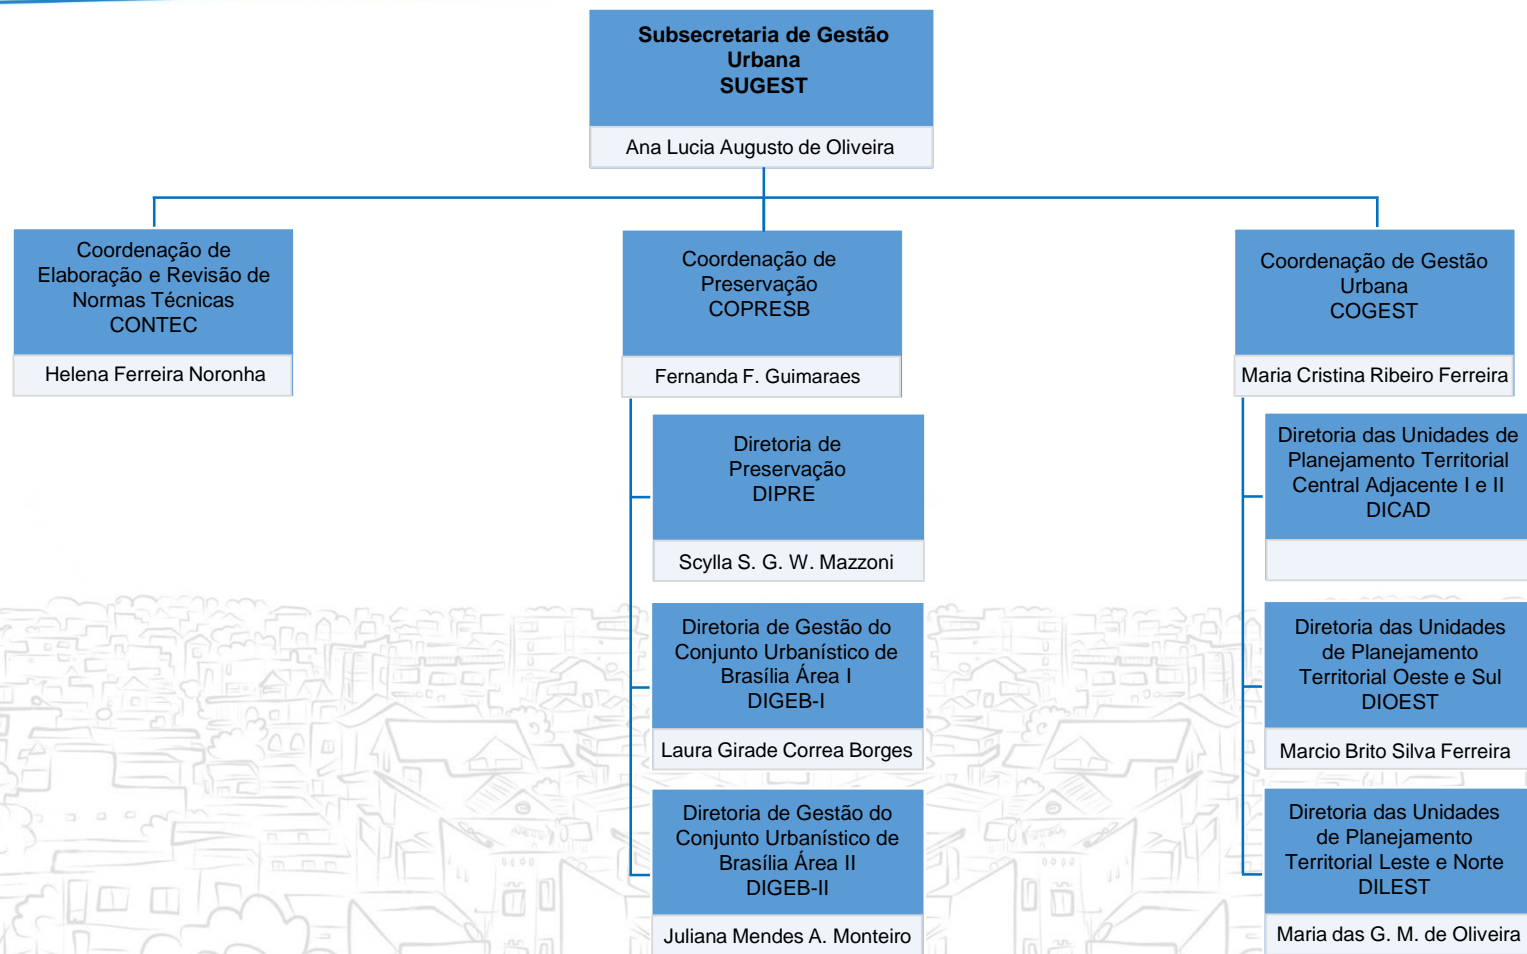 Subsecretaria de Gestão
Urbana
SUGEST
Ana Lucia Augusto de Oliveira
Coordenação de
Elaboração e Revisão de
Normas Técnicas
CONTEC
Helena Ferreira Noronha
Coordenação de
Preservação
COPRESB
Fernanda F. Guimaraes
Diretoria de
Preservação
DIPRE
Scylla S. G. W. Mazzoni
Diretoria de Gestão do
Conjunto Urbanístico de
Brasília Área I
DIGEB-I
Laura Girade Correa Borges
Diretoria de Gestão do
Conjunto Urbanístico de
Brasília Área II
DIGEB-II
Juliana Mendes A. Monteiro
Coordenação de Gestão
Urbana
COGEST
Maria Cristina Ribeiro Ferreira
Diretoria das Unidades de
Planejamento Territorial
Central Adjacente I e II
DICAD
Diretoria das Unidades
de Planejamento
Territorial Oeste e Sul
DIOEST
Marcio Brito Silva Ferreira
Diretoria das Unidades
de Planejamento
Territorial Leste e Norte
DILEST
Maria das G. M. de Oliveira